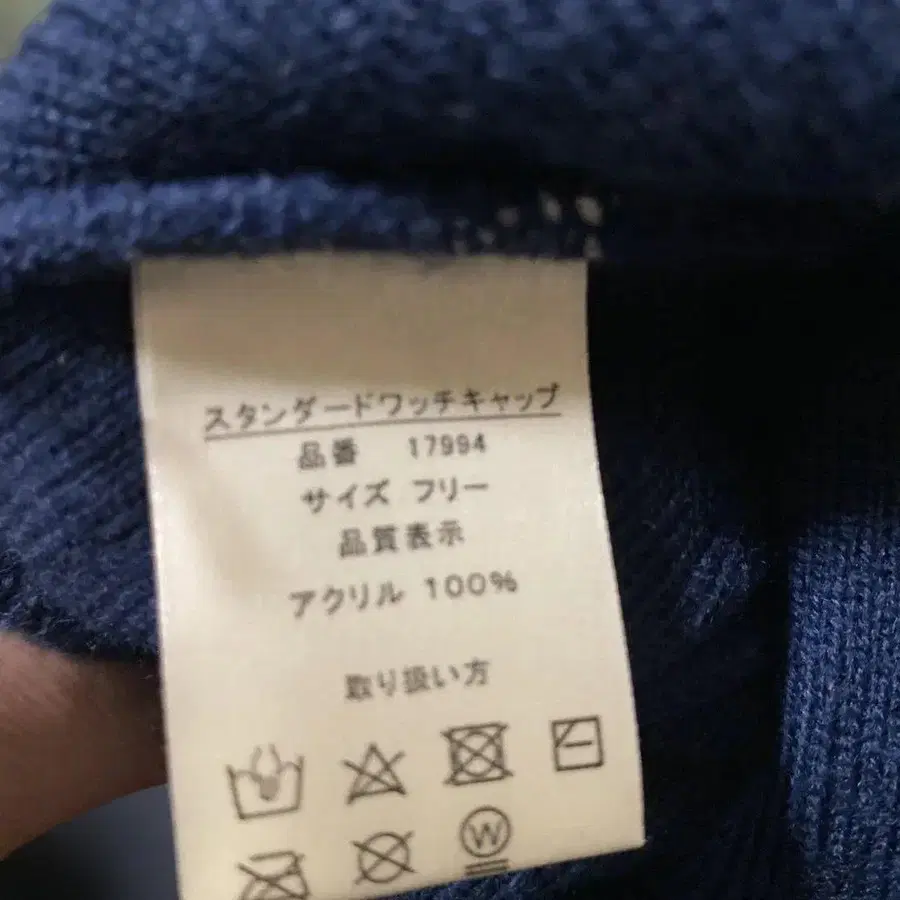 スタンダードワッチキャップ
品番 17994
サイズ フリー
品質表示
アクリル 100%
取り扱い方
W